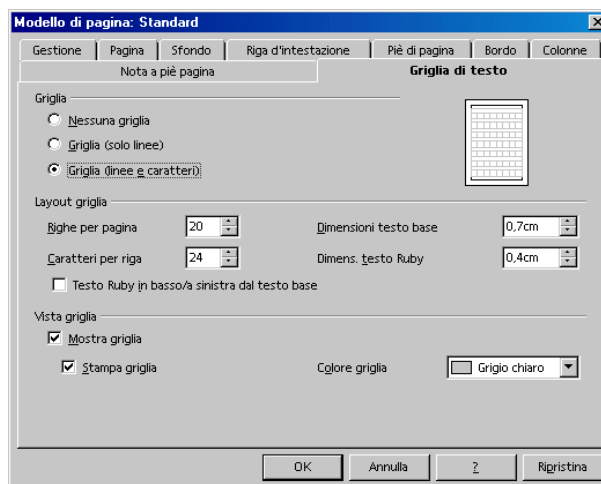 Modello di pagina: Standard
Gestione Pagina Sfondo Riga d'intestazione Piè di pagina Bordo Colonne
Nota a piè pagina Griglia di testo
Griglia
Nessuna griglia
Griglia (solo linee)
Griglia (linee e caratteri)
Layout griglia
Righe per pagina 20 Dimensioni testo base 0,7cm
Caratteri per riga 24 Dimens. testo Ruby 0,4cm
Testo Ruby in basso/a sinistra dal testo base
Vista griglia
Mostra griglia
Stampa griglia Colore griglia Grigio chiaro
OK Annulla ? Ripristina